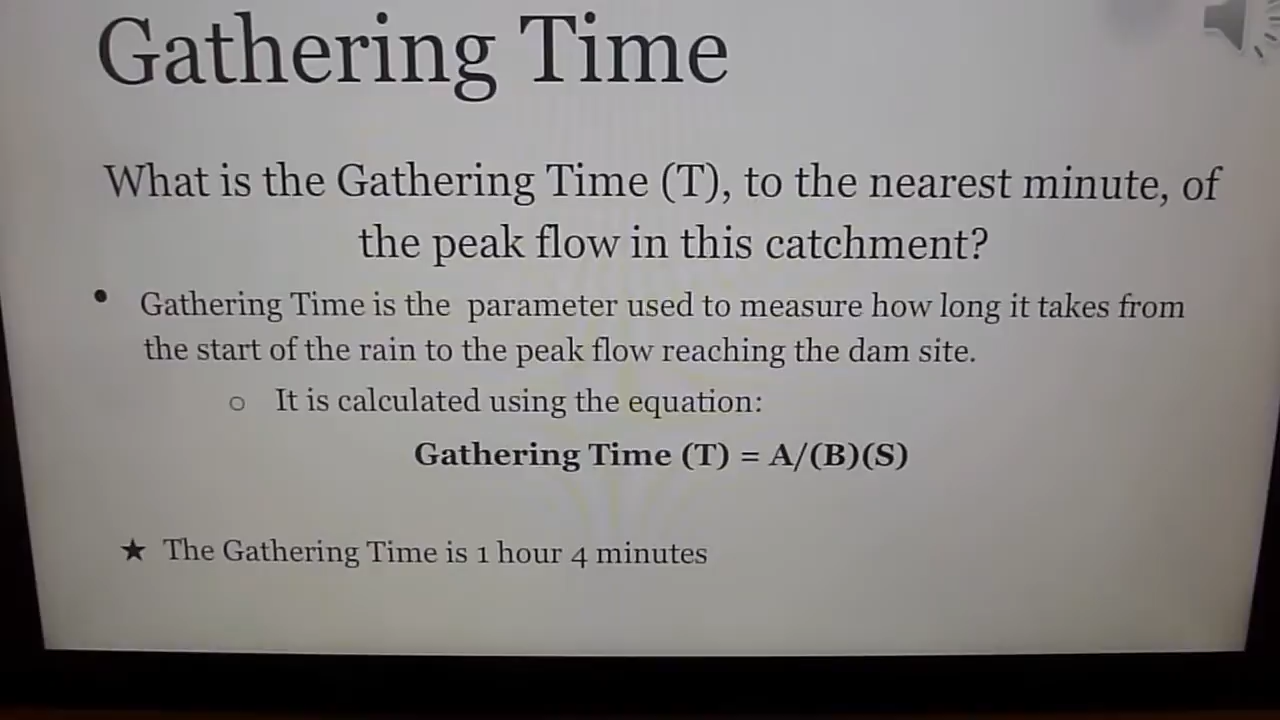 Gathering Time
What is the Gathering Time (T), to the nearest minute, of
the peak flow in this catchment?
• Gathering Time is the parameter used to measure how long it takes from
the start of the rain to the peak flow reaching the dam site.
○ It is calculated using the equation:
Gathering Time (T) = A/(B)(S)
★ The Gathering Time is 1 hour 4 minutes